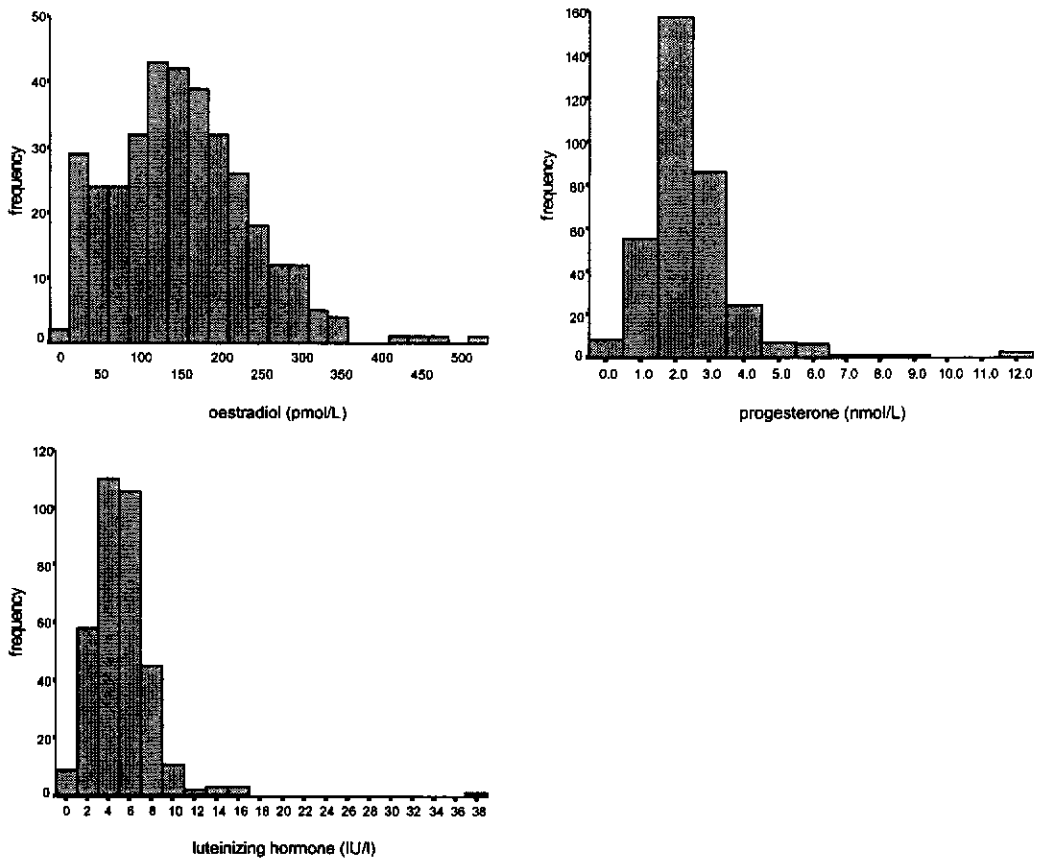 50
40
30
20
10
0
frequency
0 100 200 300 400 500
50 150 250 350 450
oestradiol (pmol/L)
160
140
120
100
80
60
40
20
0
frequency
0.0 1.0 2.0 3.0 4.0 5.0 6.0 7.0 8.0 9.0 10.0 11.0 12.0
progesterone (nmol/L)
120
100
80
60
40
20
0
frequency
0 2 4 6 8 10 12 14 16 18 20 22 24 26 28 30 32 34 36 38
luteinizing hormone (IU/l)